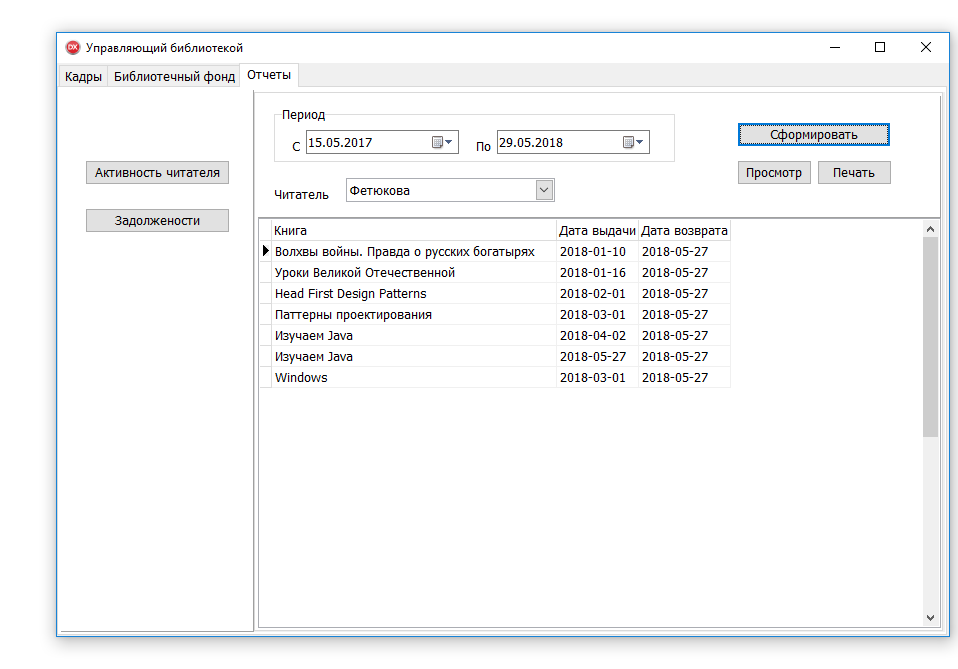 DX Управляющий библиотекой
Кадры Библиотечный фонд Отчеты
Период
С 15.05.2017 По 29.05.2018
Сформировать
Активность читателя
Просмотр Печать
Читатель Фетюкова
Задолжености
Книга Дата выдачи Дата возврата
Волхвы войны. Правда о русских богатырях 2018-01-10 2018-05-27
Уроки Великой Отечественной 2018-01-16 2018-05-27
Head First Design Patterns 2018-02-01 2018-05-27
Паттерны проектирования 2018-03-01 2018-05-27
Изучаем Java 2018-04-02 2018-05-27
Изучаем Java 2018-05-27 2018-05-27
Windows 2018-03-01 2018-05-27